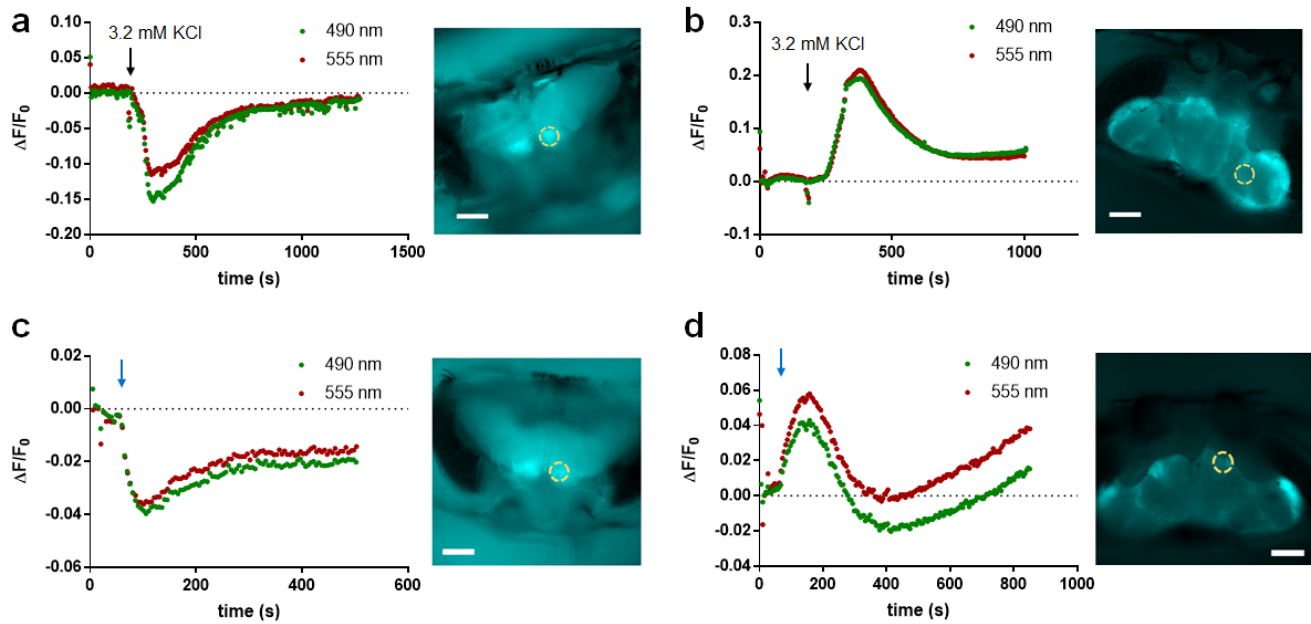 a
3.2 mM KCl
490 nm
555 nm
0.10
0.05
0.00
-0.05
-0.10
-0.15
-0.20
ΔF/F0
0
500
1000
1500
time (s)
b
3.2 mM KCl
490 nm
555 nm
0.3
0.2
0.1
0.0
-0.1
ΔF/F0
0
500
1000
time (s)
c
490 nm
555 nm
0.02
0.00
-0.02
-0.04
-0.06
ΔF/F0
0
200
400
600
time (s)
d
490 nm
555 nm
0.08
0.06
0.04
0.02
0.00
-0.02
-0.04
ΔF/F0
0
200
400
600
800
1000
time (s)